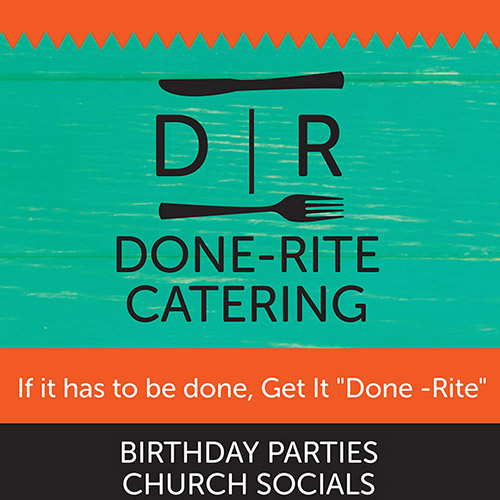 D | R
DONE-RITE
CATERING
If it has to be done, Get It "Done -Rite"
BIRTHDAY PARTIES
CHURCH SOCIALS